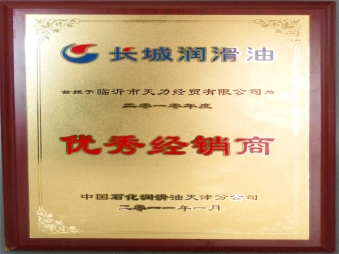 长城润滑油
兹授予临沂市天力经贸有限公司为
二零一零年度
优秀经销商
中国石化润滑油天津分公司
二零一一年一月